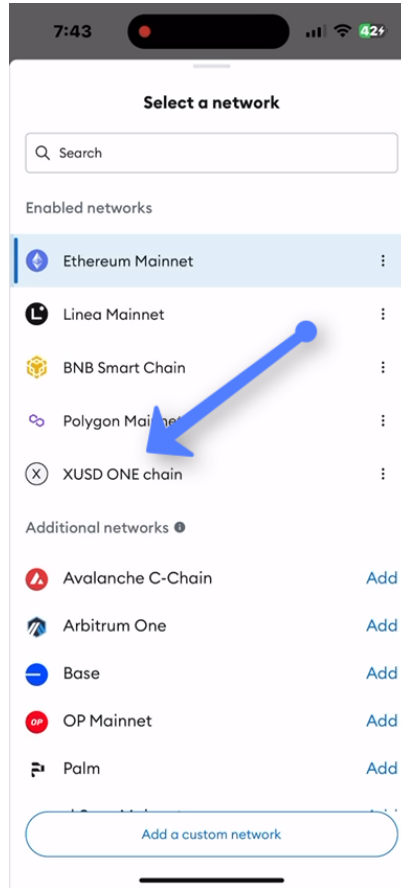 7:43
42
Select a network
Search
Enabled networks
Ethereum Mainnet
Linea Mainnet
BNB Smart Chain
Polygon Mainnet
XUSD ONE chain
Additional networks
Avalanche C-Chain Add
Arbitrum One Add
Base Add
OP Mainnet Add
Palm Add
Add a custom network